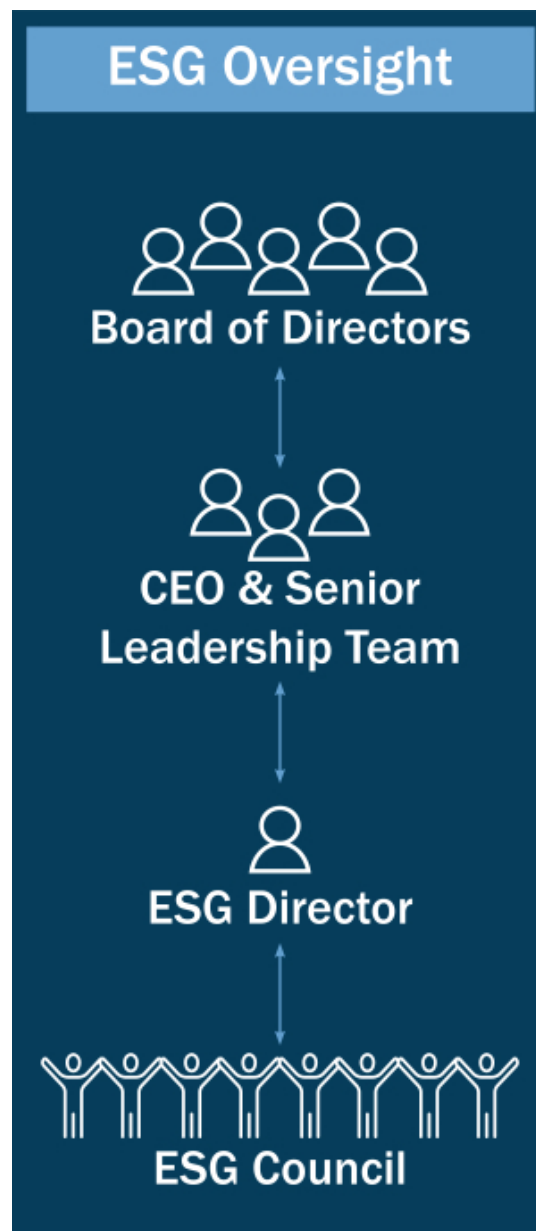 ESG Oversight
Board of Directors
CEO & Senior
Leadership Team
ESG Director
ESG Council